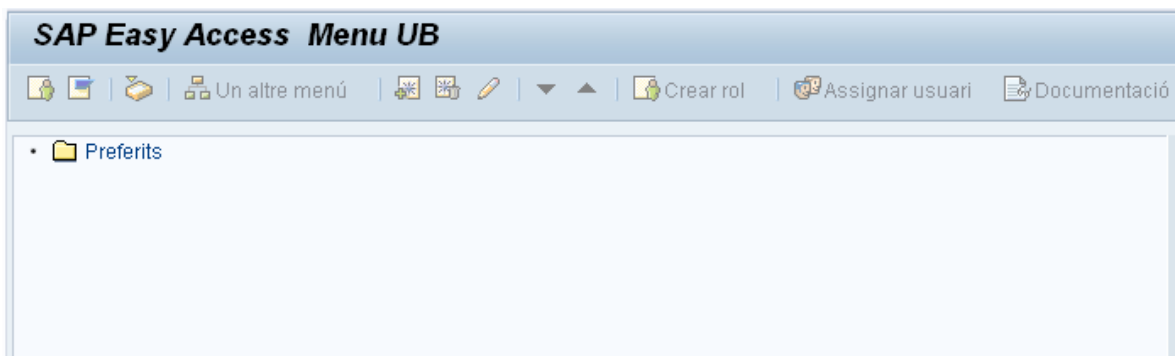 SAP Easy Access Menu UB
Un altre menú Crear rol Assignar usuari Documentació
Preferits